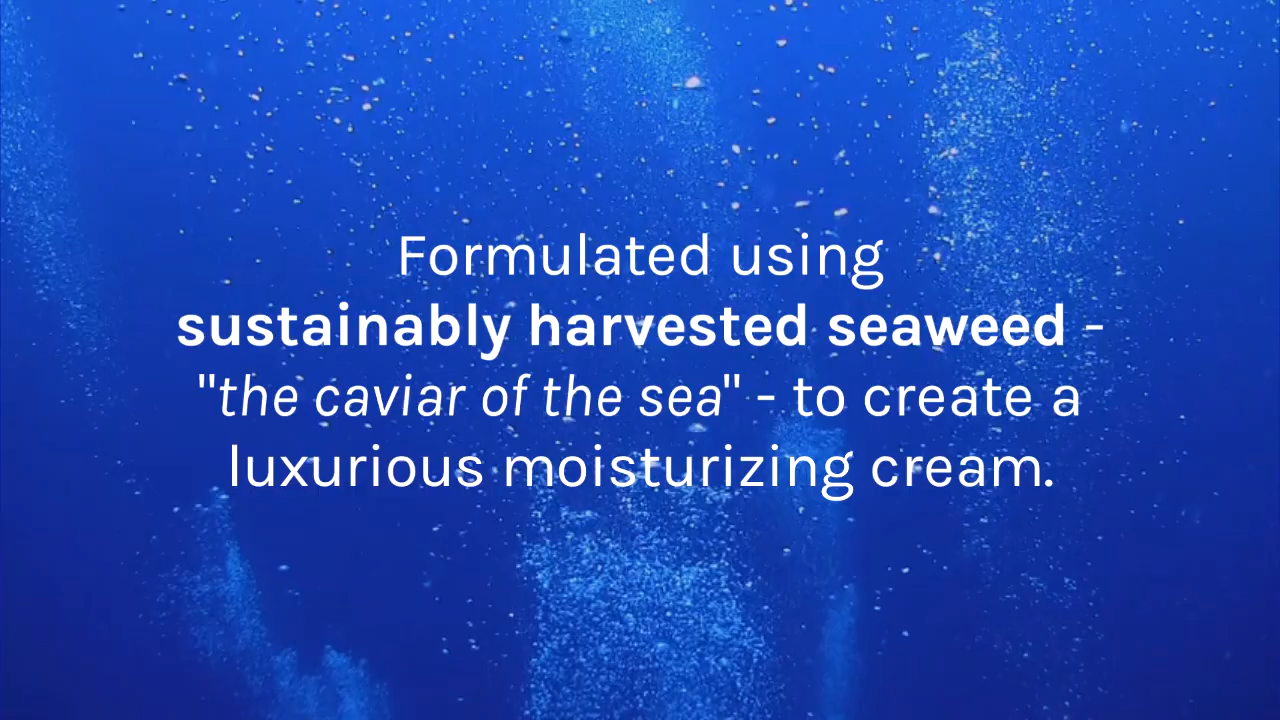 Formulated using
sustainably harvested seaweed -
"the caviar of the sea" - to create a
luxurious moisturizing cream.